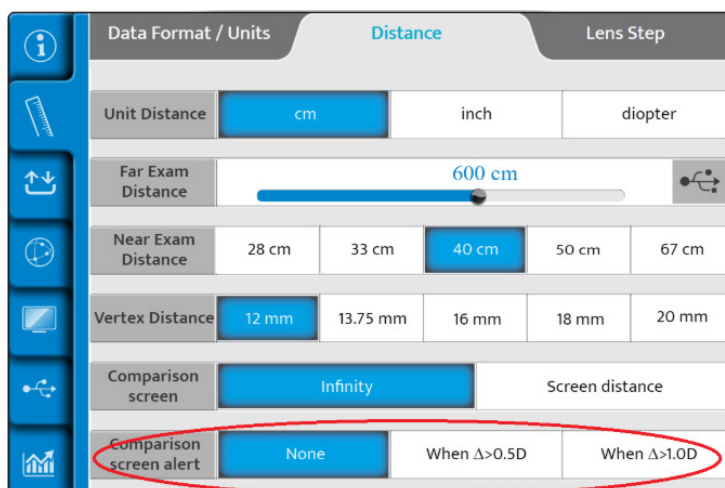 Data Format / Units Distance Lens Step
Unit Distance cm inch diopter
Far Exam
Distance
600 cm
Near Exam
Distance
28 cm 33 cm 40 cm 50 cm 67 cm
Vertex Distance 12 mm 13.75 mm 16 mm 18 mm 20 mm
Comparison
screen
Infinity Screen distance
Comparison
screen alert
None When Δ>0.5D When Δ>1.0D